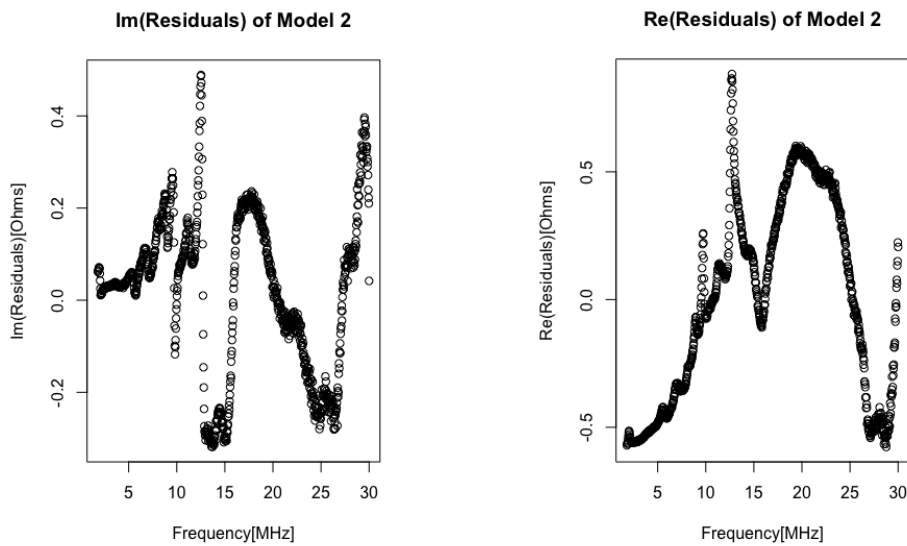 Im(Residuals) of Model 2
Im(Residuals)[Ohms]
0.4
0.2
0.0
-0.2
5 10 15 20 25 30
Frequency[MHz]
Re(Residuals) of Model 2
Re(Residuals)[Ohms]
0.5
0.0
-0.5
5 10 15 20 25 30
Frequency[MHz]